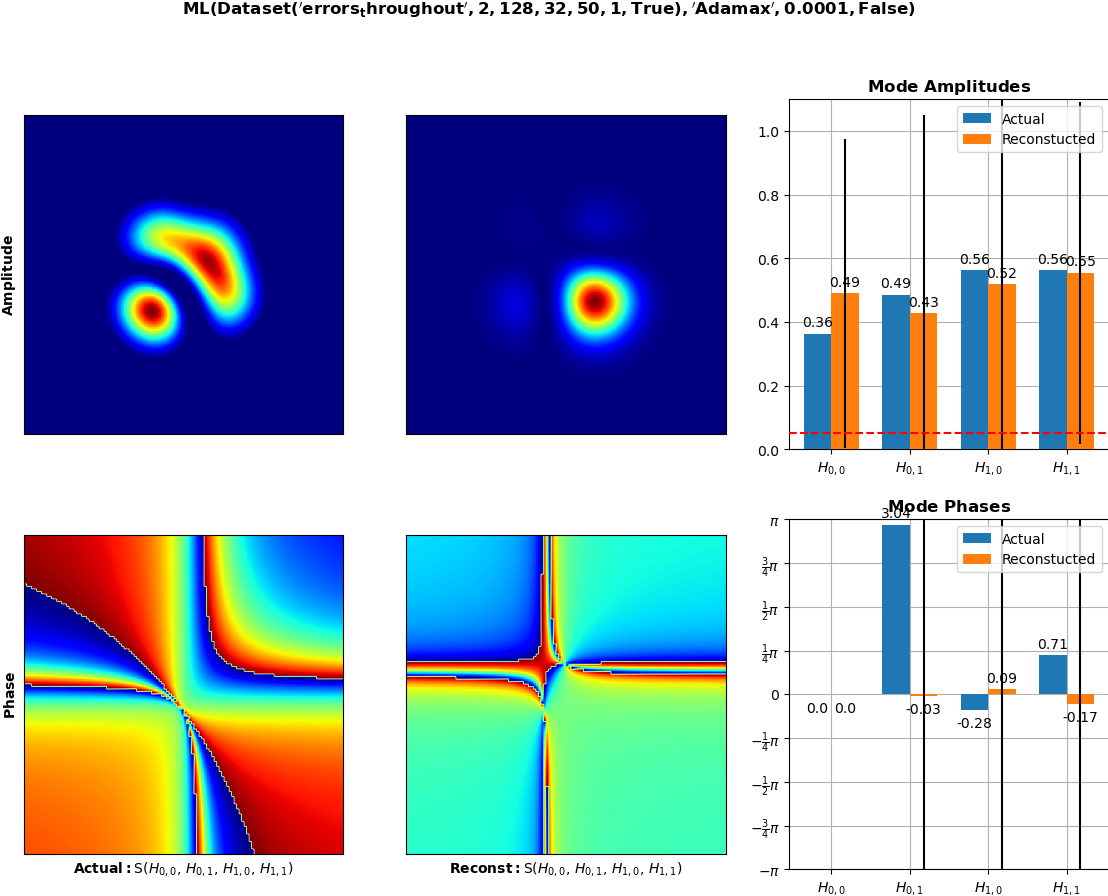 ML(Dataset('errors_throughout', 2, 128, 32, 50, 1, True), 'Adamax', 0.0001, False)
Amplitude
Mode Amplitudes
Actual
Reconstucted
1.0
0.8
0.6
0.4
0.2
0.0
0.36
0.49
0.49
0.43
0.56
0.52
0.56
0.55
H0,0
H0,1
H1,0
H1,1
Phase
Actual: S(H0,0, H0,1, H1,0, H1,1)
Reconst: S(H0,0, H0,1, H1,0, H1,1)
Mode Phases
Actual
Reconstucted
π
3/4π
1/2π
1/4π
0
−1/4π
−1/2π
−3/4π
−π
0.0
0.0
3.04
-0.03
-0.28
0.09
0.71
-0.17
H0,0
H0,1
H1,0
H1,1